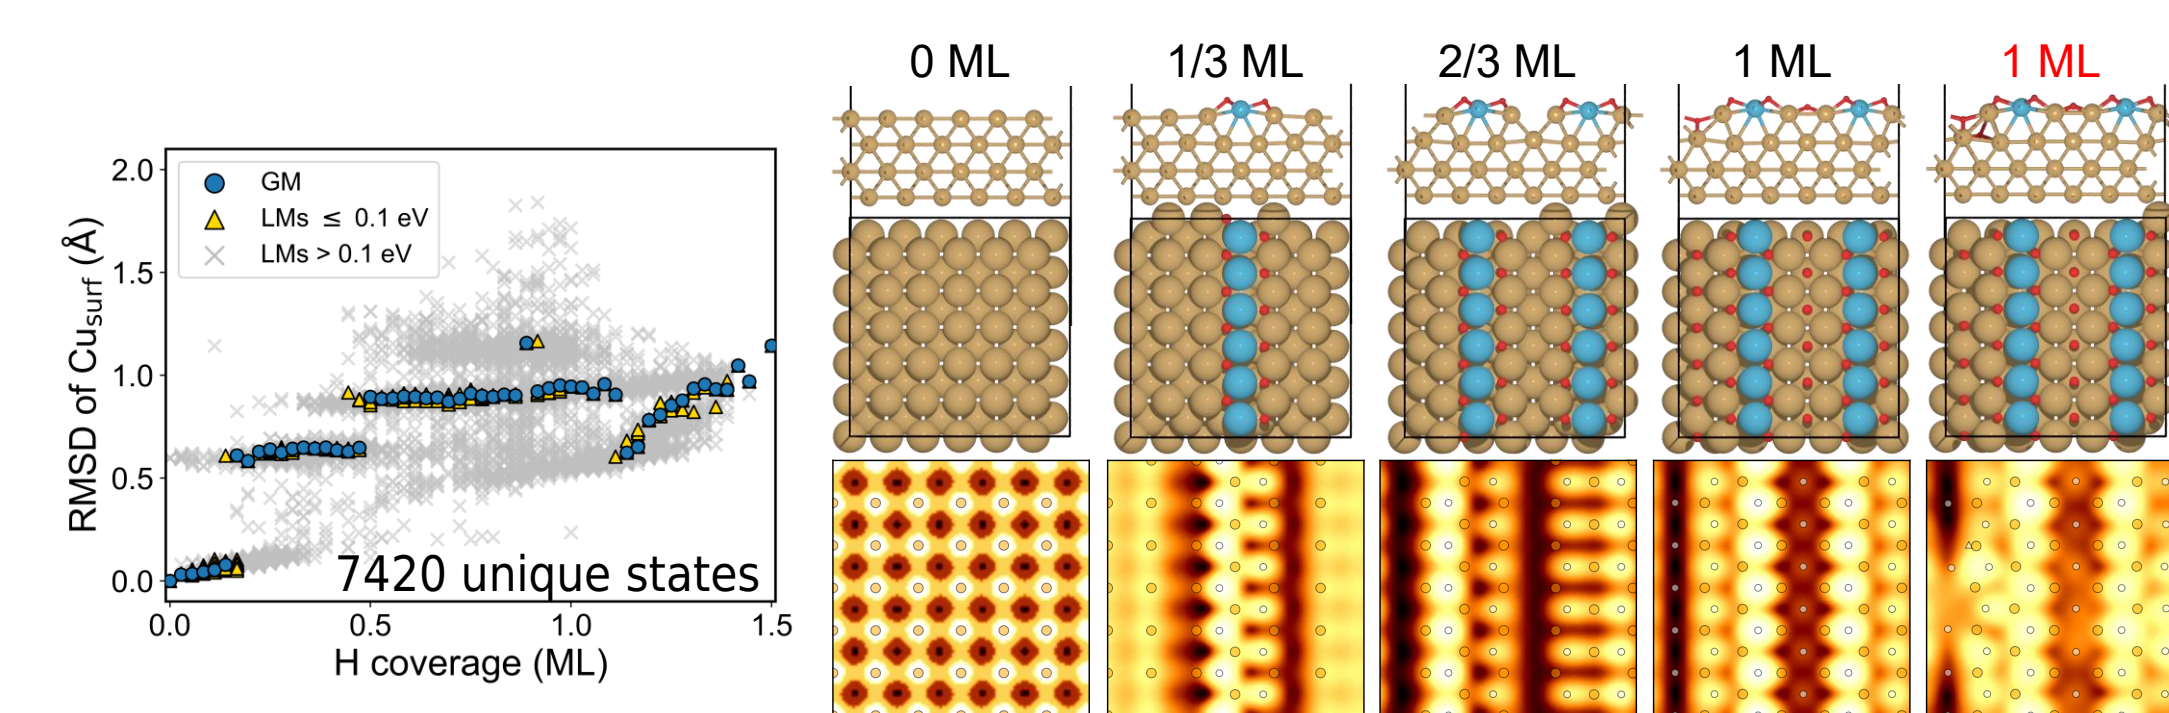 0 ML
1/3 ML
2/3 ML
1 ML
1 ML
RMSD of Cu_surf (Å)
2.0
1.5
1.0
0.5
0.0
GM
LMs ≤ 0.1 eV
LMs > 0.1 eV
7420 unique states
0.0 0.5 1.0 1.5
H coverage (ML)